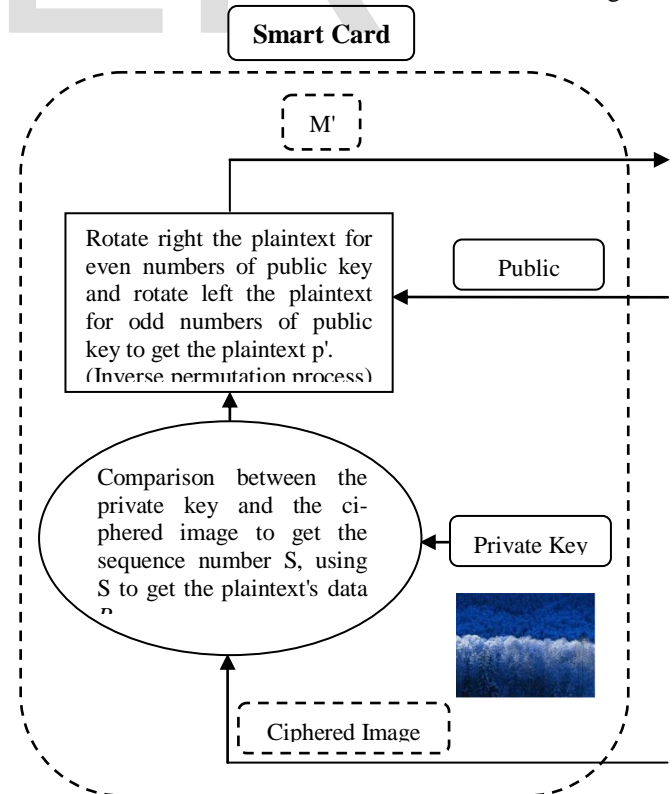 Smart Card
M'
Rotate right the plaintext for
even numbers of public key
and rotate left the plaintext
for odd numbers of public
key to get the plaintext p'.
(Inverse permutation process)
Public
Comparison between the
private key and the ci-
phered image to get the
sequence number S, using
S to get the plaintext's data
Private Key
Ciphered Image